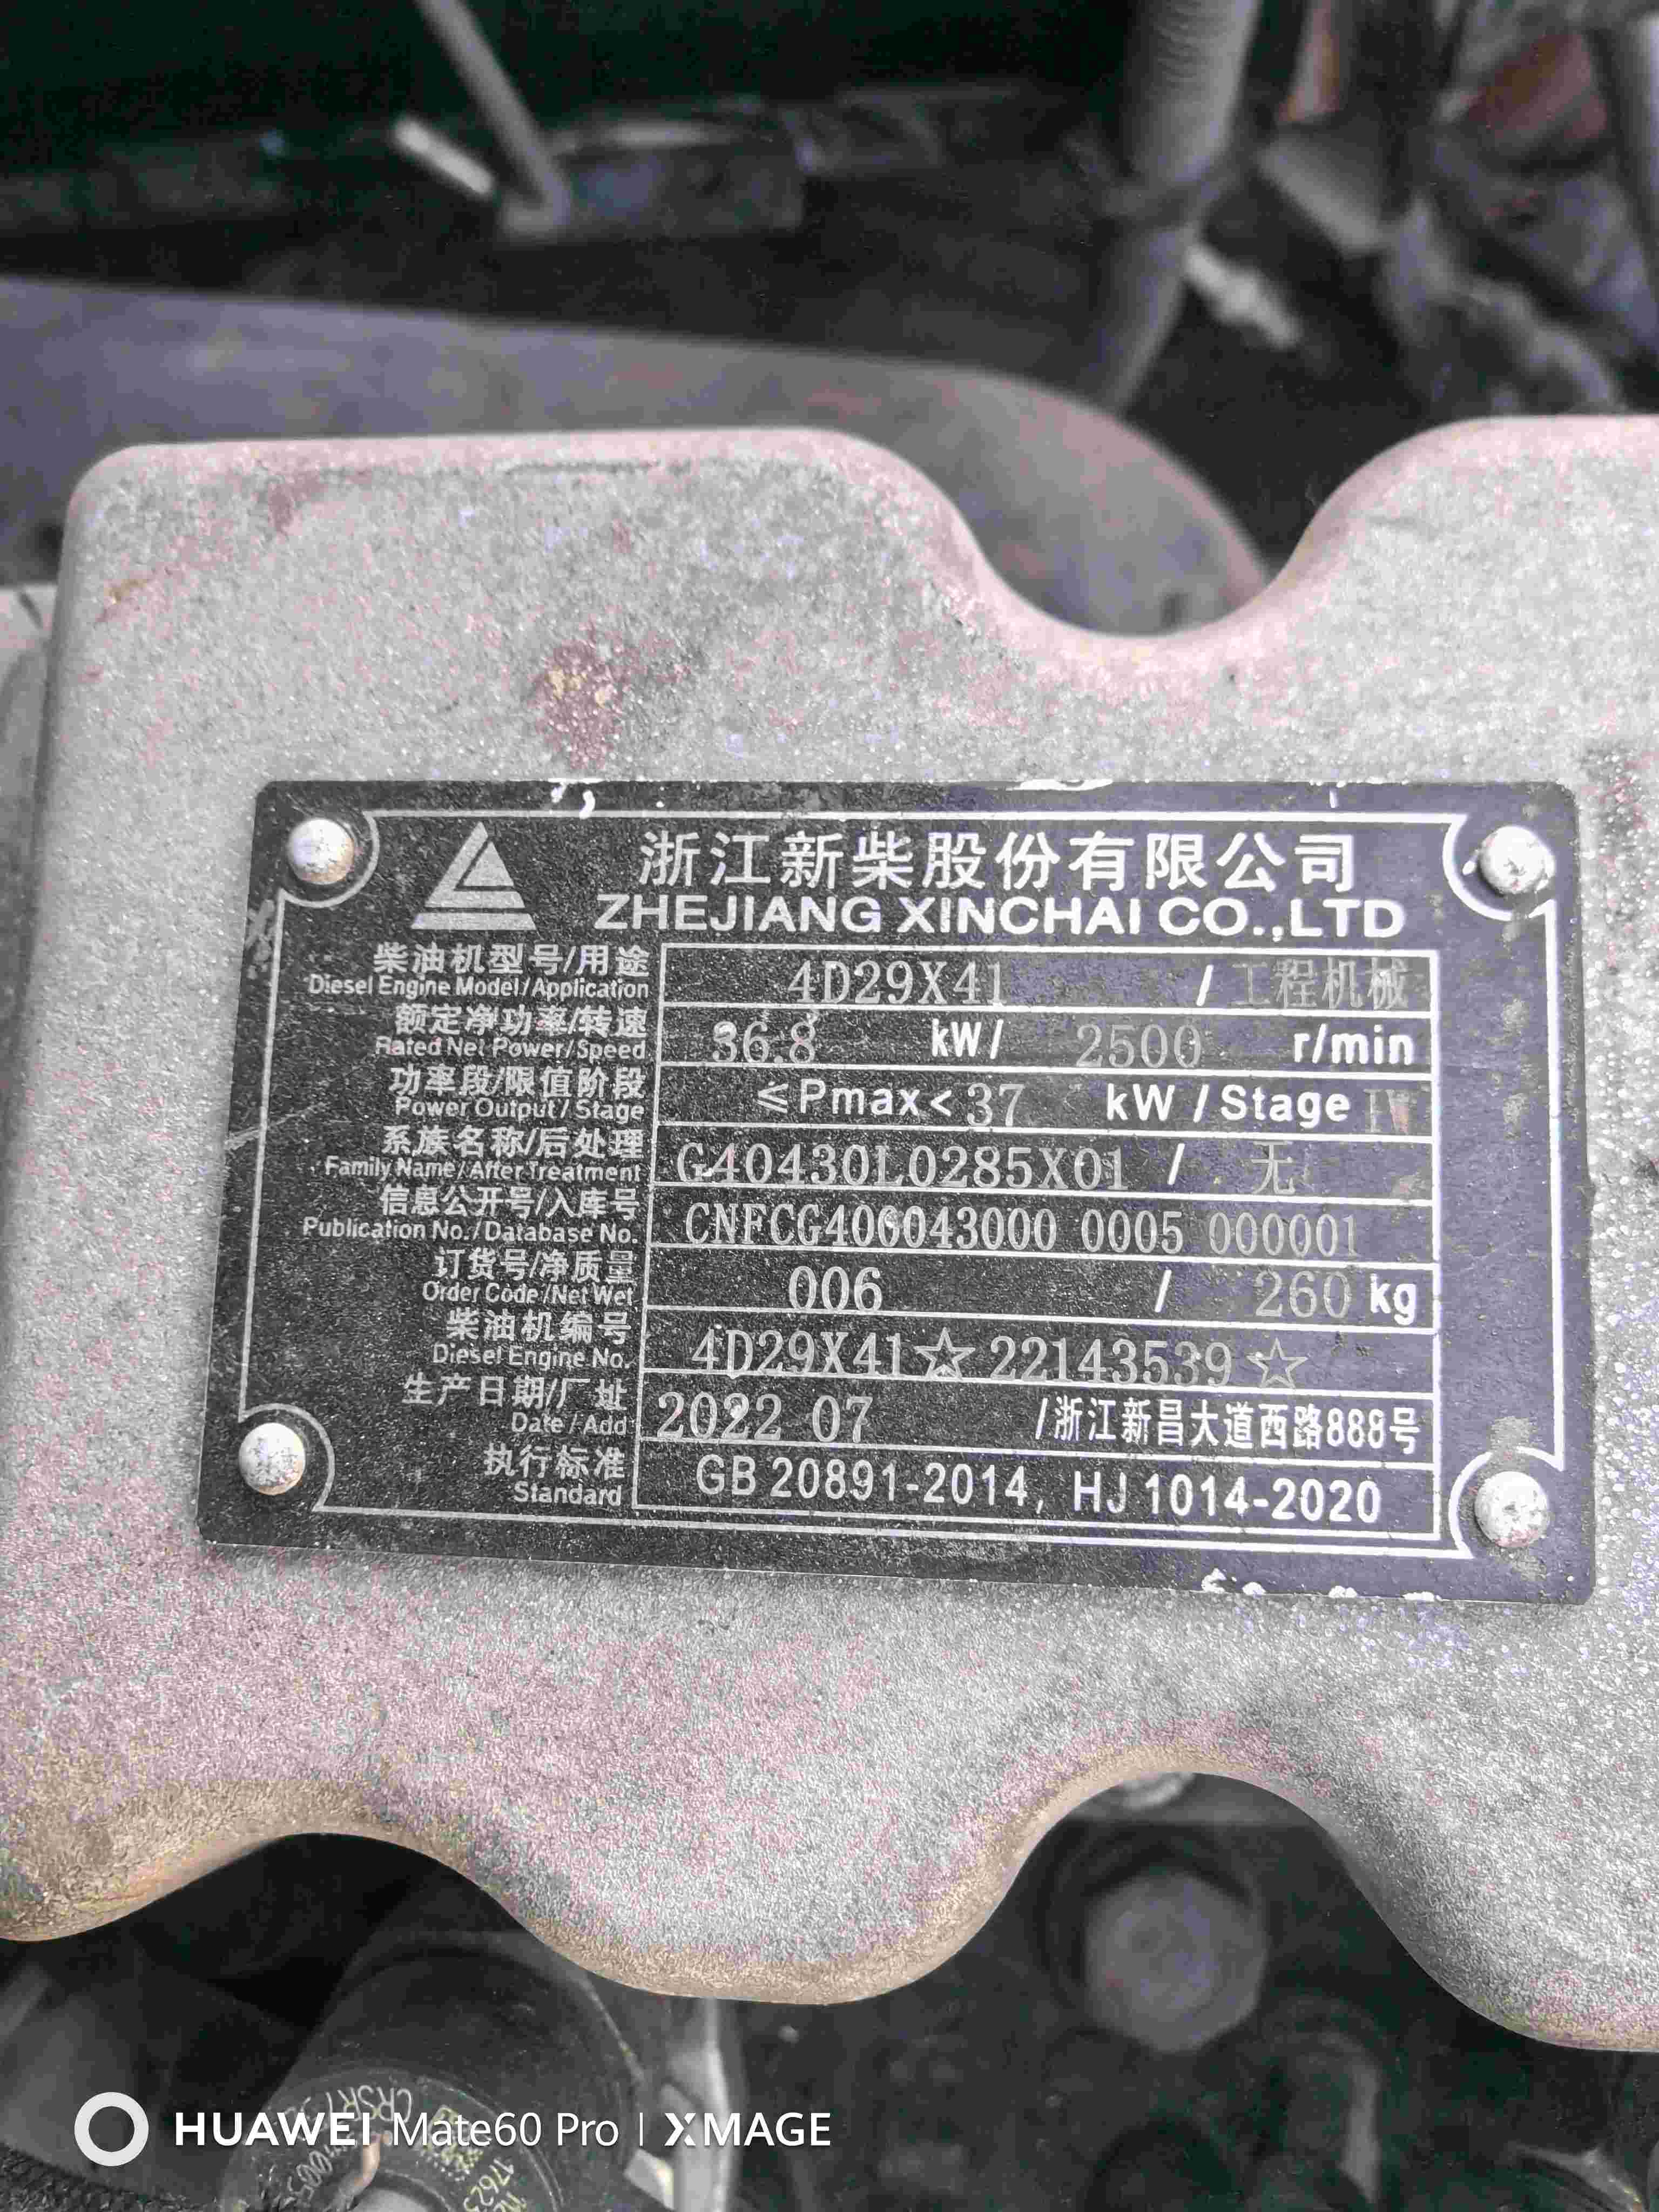 浙江新柴股份有限公司
ZHEJIANG XINCHAI CO.,LTD
柴油机型号/用途 4D29X41 / 工程机械
Diesel Engine Model/Application
额定净功率/转速 36.8 kW/ 2500 r/min
Rated Net Power/Speed
功率段/限值阶段 ≤Pmax<37 kW/Stage IV
Power Output/Stage
系族名称/后处理 G40430L0285X01 / 无
Family Name/After Treatment
信息公开号/入库号 CNFCG406043000 0005 000001
Publication No./Database No.
订货号/净质量 006 / 260 kg
Order Code/Net Wet
柴油机编号 4D29X41☆22143539☆
Diesel Engine No.
生产日期/厂址 2022 07 /浙江新昌大道西路888号
Date/Add
执行标准 GB 20891-2014, HJ 1014-2020
Standard
HUAWEI Mate60 Pro | XMAGE